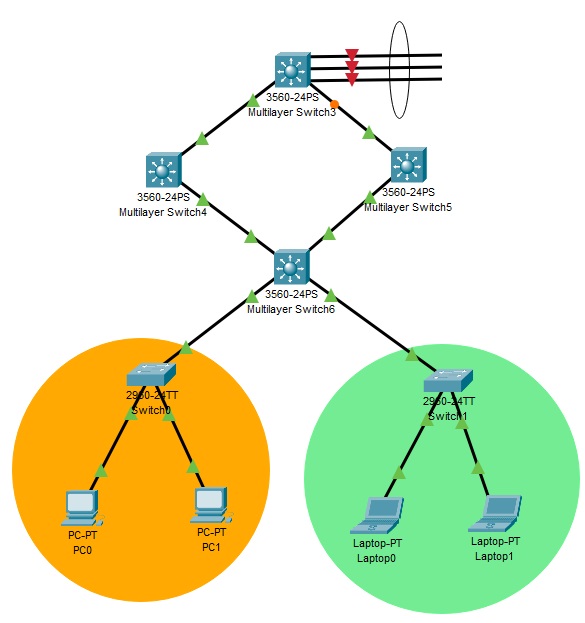 3560-24PS
Multilayer Switch3
3560-24PS
Multilayer Switch4
3560-24PS
Multilayer Switch5
3560-24PS
Multilayer Switch6
2960-24TT
Switch0
2960-24TT
Switch1
PC-PT
PC0
PC-PT
PC1
Laptop-PT
Laptop0
Laptop-PT
Laptop1